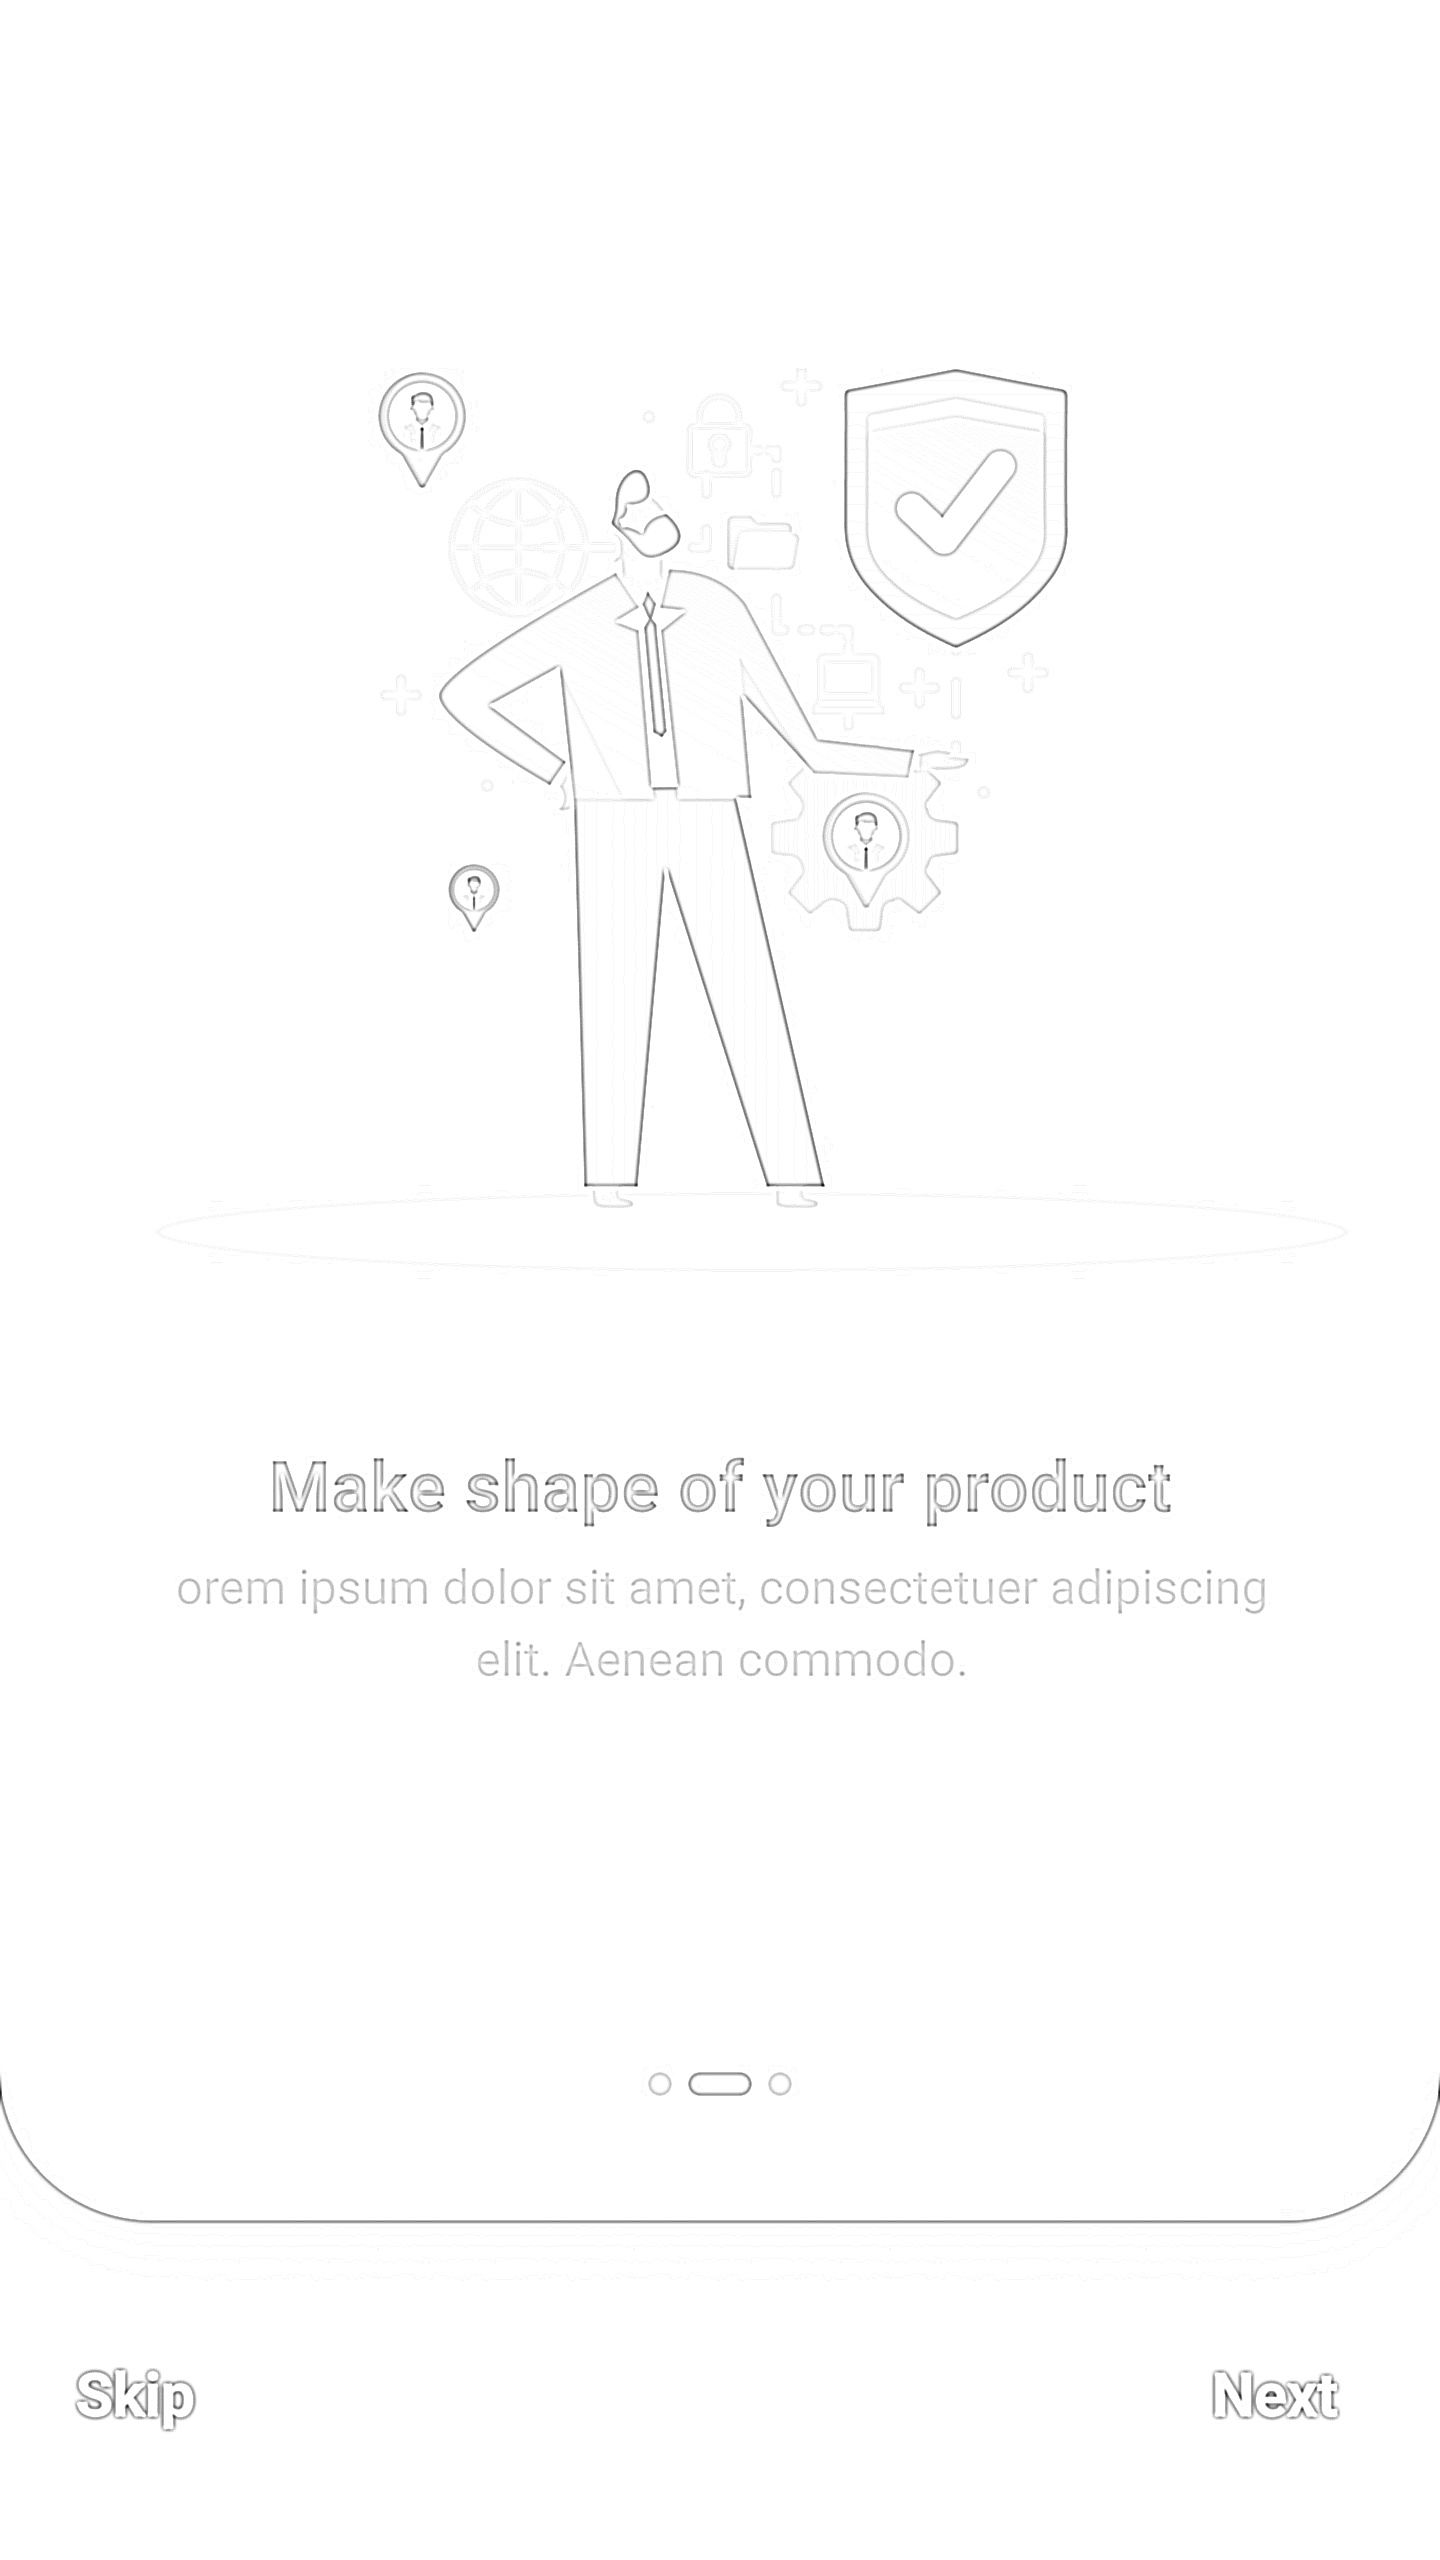 Make shape of your product
orem ipsum dolor sit amet, consectetuer adipiscing
elit. Aenean commodo.
Skip
Next